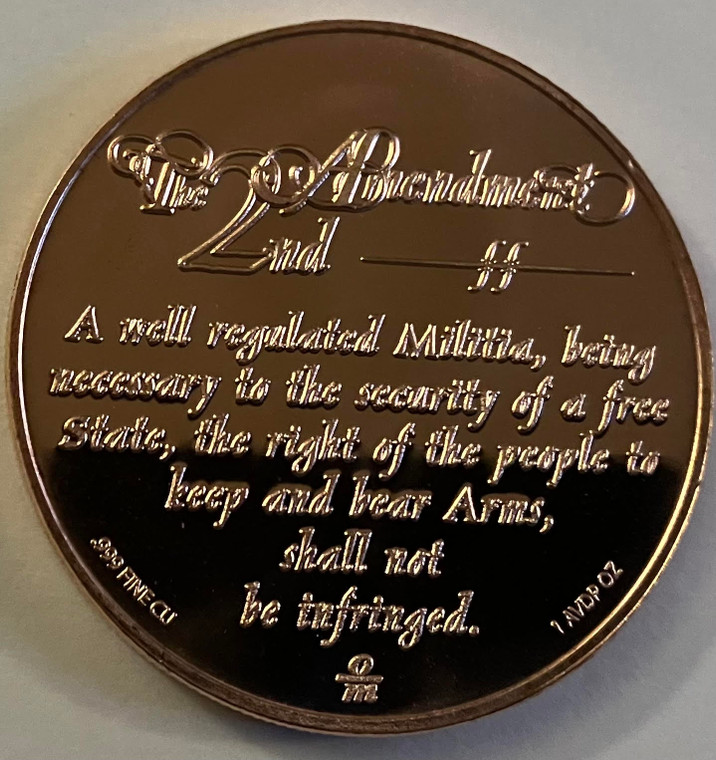 The 2nd Amendment
A well regulated Militia, being
necessary to the security of a free
State, the right of the people to
keep and bear Arms,
shall not
be infringed.
.999 FINE CU
1 AVDP OZ